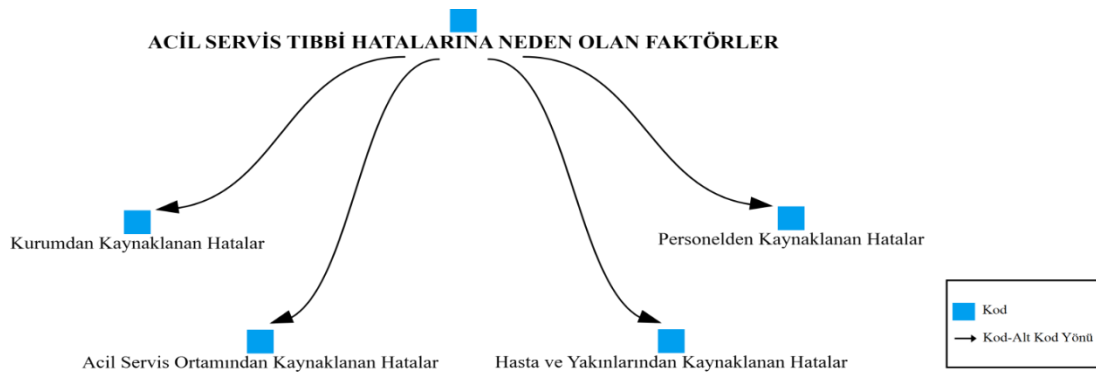 ACİL SERVİS TIBBİ HATALARINA NEDEN OLAN FAKTÖRLER
Kurumdan Kaynaklanan Hatalar
Personelden Kaynaklanan Hatalar
Acil Servis Ortamından Kaynaklanan Hatalar
Hasta ve Yakınlarından Kaynaklanan Hatalar
Kod
Kod-Alt Kod Yönü